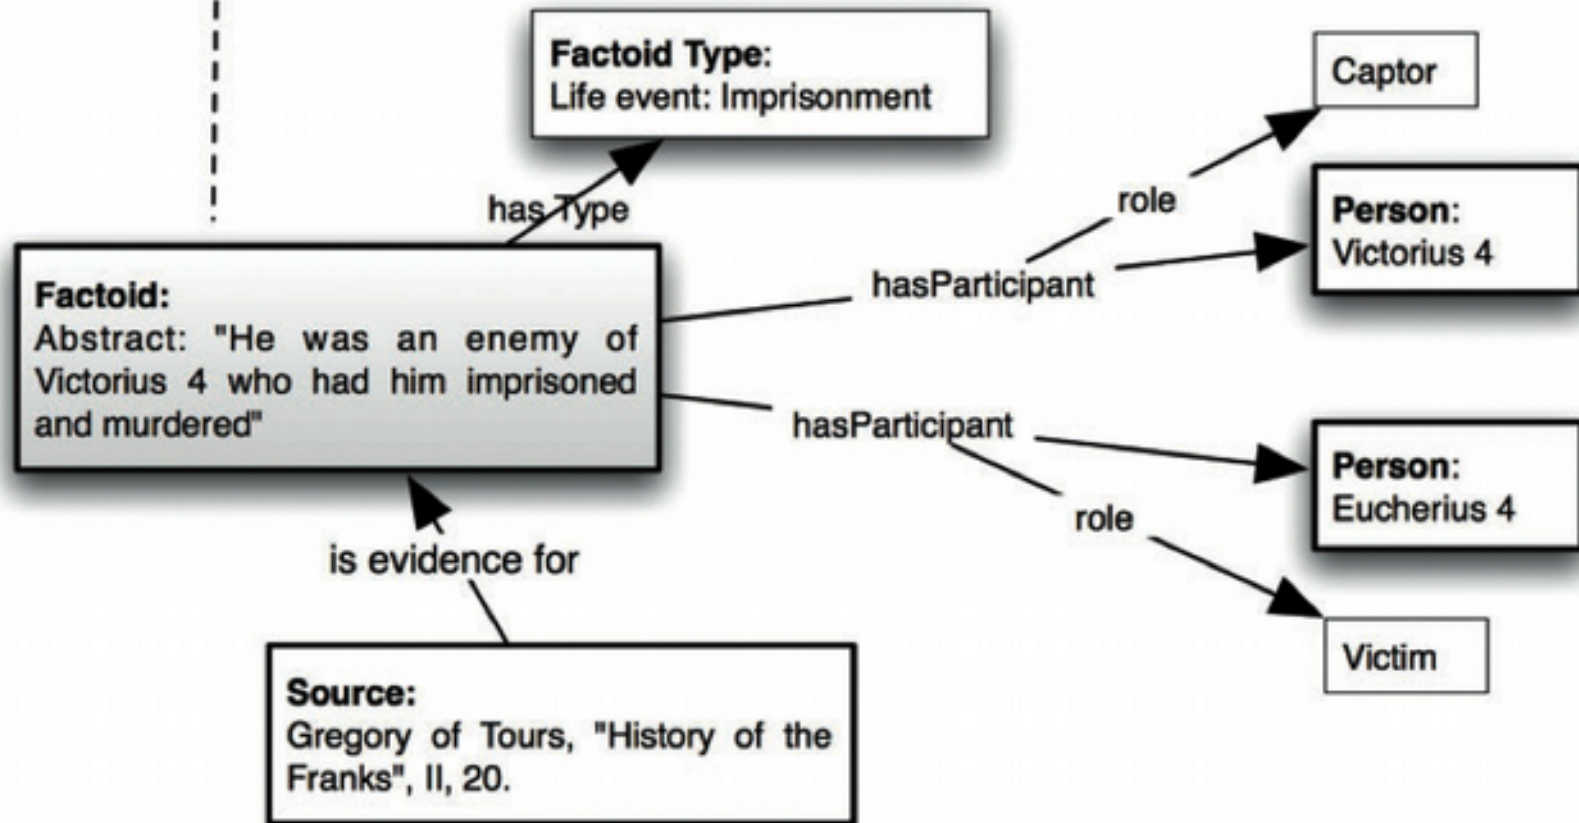 Factoid Type:
Life event: Imprisonment
Captor
has Type
role
Person:
Victorius 4
hasParticipant
Factoid:
Abstract: "He was an enemy of
Victorius 4 who had him imprisoned
and murdered"
hasParticipant
Person:
Eucherius 4
role
is evidence for
Victim
Source:
Gregory of Tours, "History of the
Franks", II, 20.